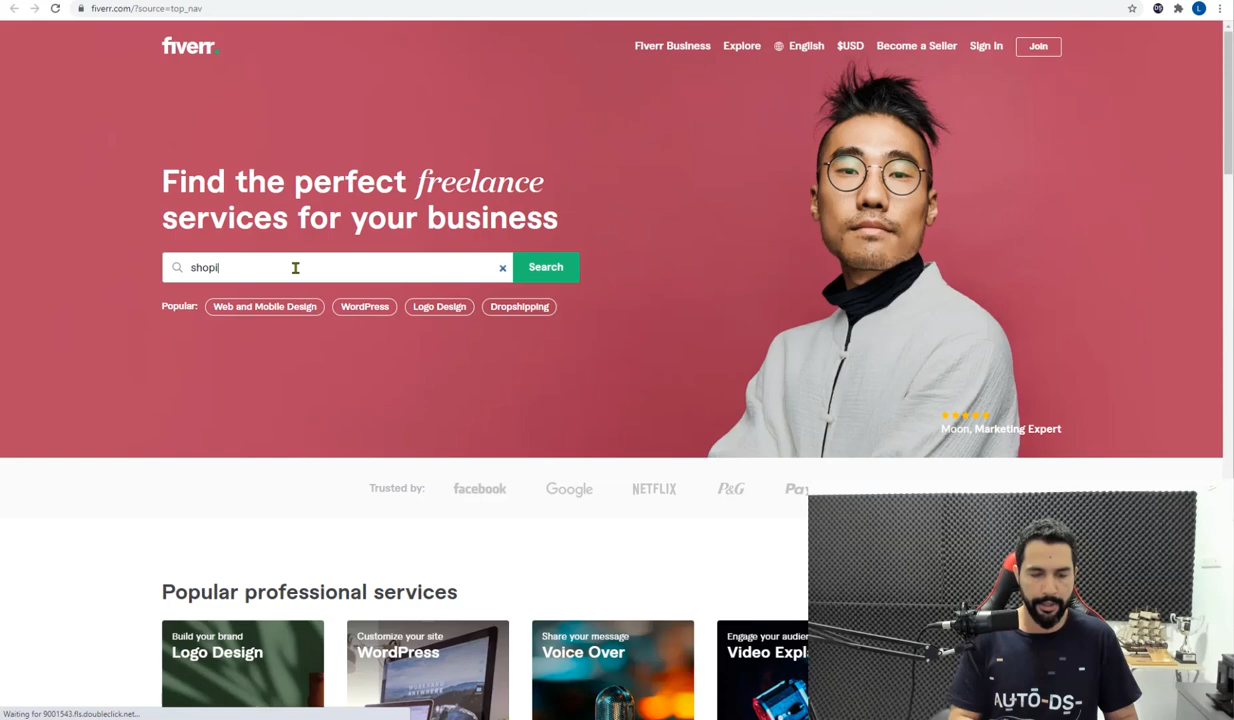 fiverr.com/?source=top_nav
L
fiverr.
Fiverr Business Explore English $USD Become a Seller Sign In Join
Find the perfect freelance
services for your business
shopi × Search
Popular: Web and Mobile Design WordPress Logo Design Dropshipping
Moon, Marketing Expert
Trusted by: facebook Google NETFLIX P&G Pay
Popular professional services
Build your brand
Logo Design
Customize your site
WordPress
Share your message
Voice Over
Engage your audien
Video Expla
AUTO-DS-
Waiting for 9001543.fls.doubleclick.net...